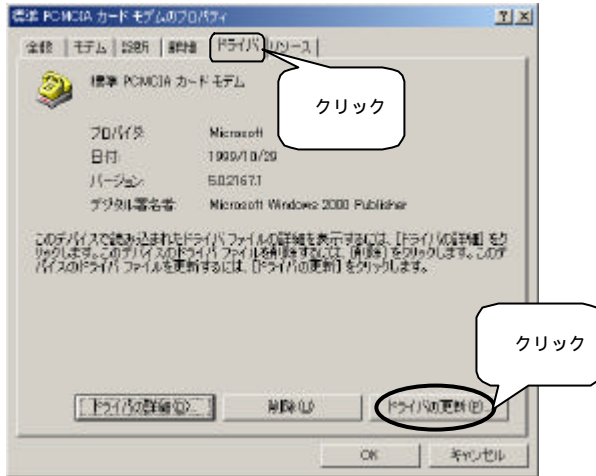 標準 PCMCIA カード モデムのプロパティ
全般 モデム 診断 詳細 ドライバ リソース
標準 PCMCIA カード モデム
クリック
プロバイダ: Microsoft
日付: 1999/10/29
バージョン: 5.0.2167.1
デジタル署名者: Microsoft Windows 2000 Publisher
このデバイスで読み込まれたドライバ ファイルの詳細を表示するには、[ドライバの詳細] をク
リックします。このデバイスのドライバ ファイルを削除するには、[削除] をクリックします。このデ
バイスのドライバ ファイルを更新するには、[ドライバの更新] をクリックします。
クリック
ドライバの詳細(D)... 削除(U) ドライバの更新(P)...
OK キャンセル